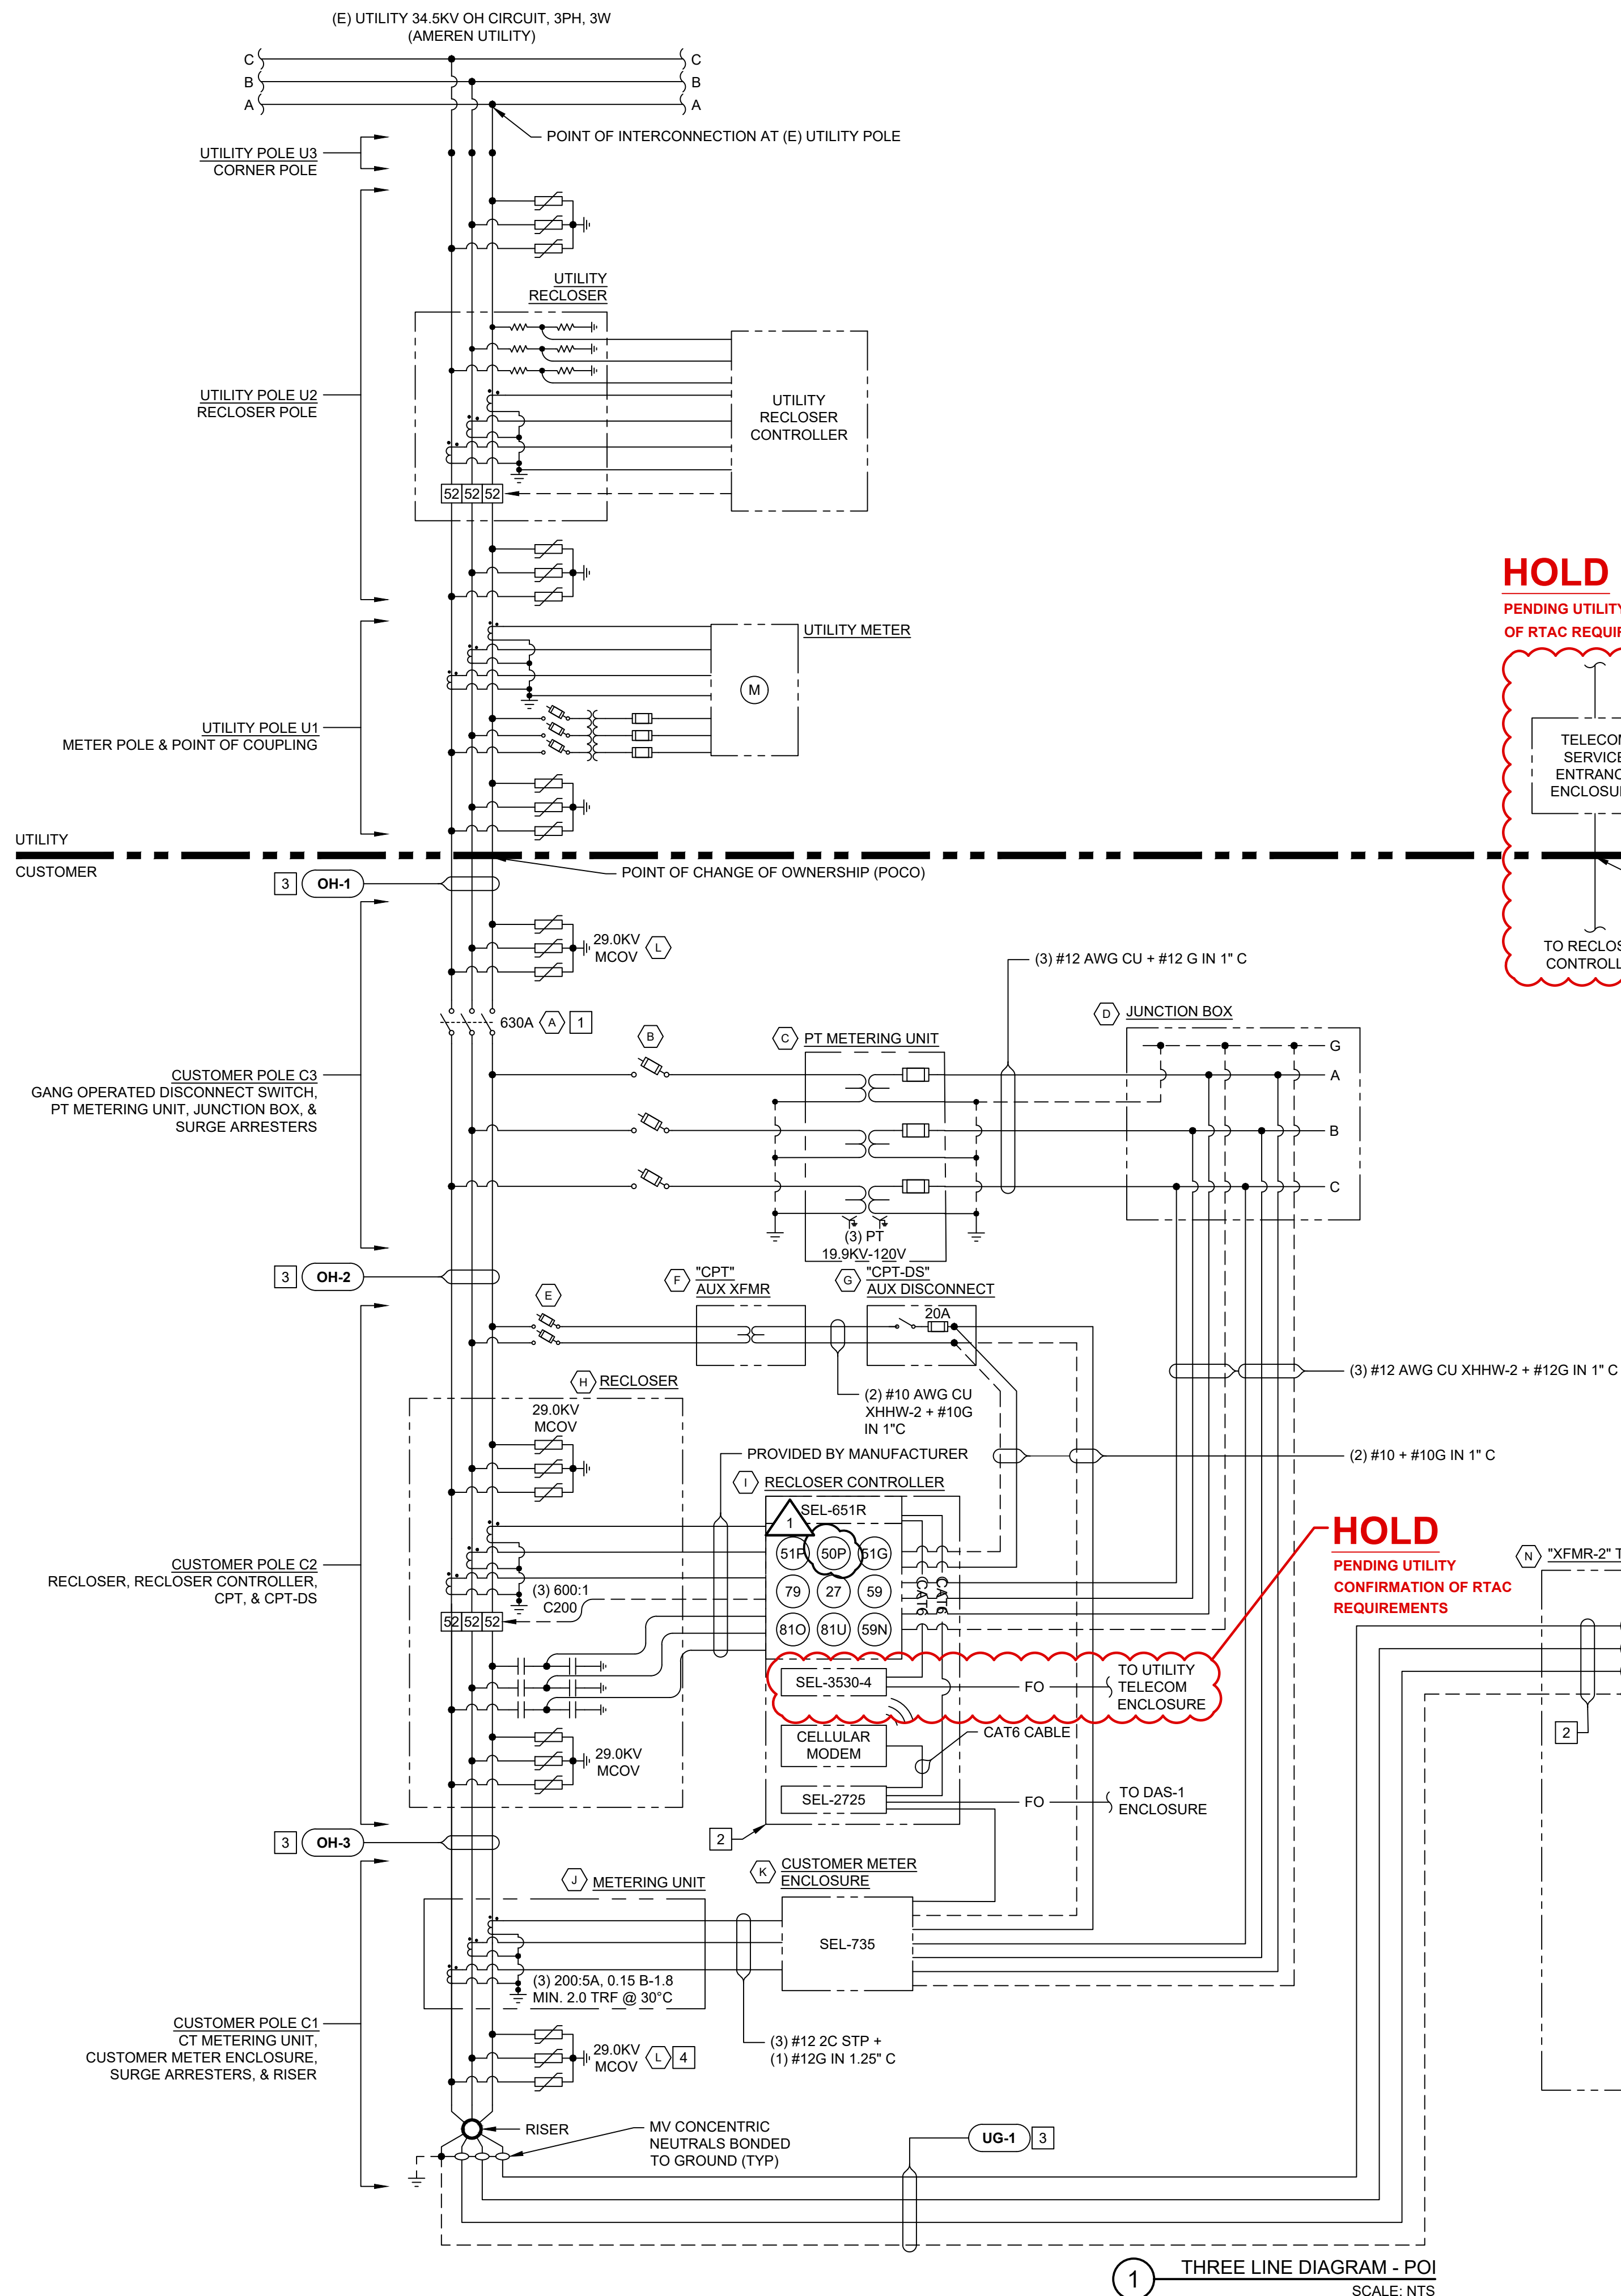 (E) UTILITY 34.5KV OH CIRCUIT, 3PH, 3W
(AMEREN UTILITY)
C C
B B
A A
POINT OF INTERCONNECTION AT (E) UTILITY POLE
UTILITY POLE U3
CORNER POLE
UTILITY
RECLOSER
UTILITY POLE U2
RECLOSER POLE
UTILITY
RECLOSER
CONTROLLER
52 52 52
HOLD
PENDING UTILITY
OF RTAC
UTILITY METER
M
UTILITY POLE U1
METER POLE & POINT OF COUPLING
SERVICE
TO
UTILITY
CUSTOMER
POINT OF CHANGE OF OWNERSHIP (POCO)
3 OH-1
29.0KV
MCOV L
(3) #12 AWG CU + #12 G IN 1" C
630A A 1
B
C PT METERING UNIT
D JUNCTION BOX
G
A
B
C
CUSTOMER POLE C3
GANG OPERATED DISCONNECT SWITCH,
PT METERING UNIT, JUNCTION BOX, &
SURGE ARRESTERS
(3) PT
19.9KV-120V
3 OH-2
E
F "CPT"
AUX XFMR
G "CPT-DS"
AUX DISCONNECT
20A
(2) #10 AWG CU
XHHW-2 + #10G
IN 1"C
(3) #12 AWG CU XHHW-2 + #12G IN 1" C
H RECLOSER
29.0KV
MCOV
PROVIDED BY MANUFACTURER
(2) #10 + #10G IN 1" C
I RECLOSER CONTROLLER
SEL-651R
1
51P 50P 51G
79 27 59
81O 81U 59N
CAT6
CAT6
HOLD
PENDING UTILITY
CONFIRMATION OF RTAC
REQUIREMENTS
N "XFMR-2"
2
CUSTOMER POLE C2
RECLOSER, RECLOSER CONTROLLER,
CPT, & CPT-DS
(3) 600:1
C200
52 52 52
SEL-3530-4
FO
TO UTILITY
TELECOM
ENCLOSURE
CELLULAR
MODEM
CAT6 CABLE
29.0KV
MCOV
SEL-2725
FO
TO DAS-1
ENCLOSURE
2
3 OH-3
J METERING UNIT
K CUSTOMER METER
ENCLOSURE
SEL-735
(3) 200:5A, 0.15 B-1.8
MIN. 2.0 TRF @ 30°C
CUSTOMER POLE C1
CT METERING UNIT,
CUSTOMER METER ENCLOSURE,
SURGE ARRESTERS, & RISER
(3) #12 2C STP +
(1) #12G IN 1.25" C
29.0KV
MCOV L 4
RISER
MV CONCENTRIC
NEUTRALS BONDED
TO GROUND (TYP)
UG-1 3
1 THREE LINE DIAGRAM - POI
SCALE: NTS